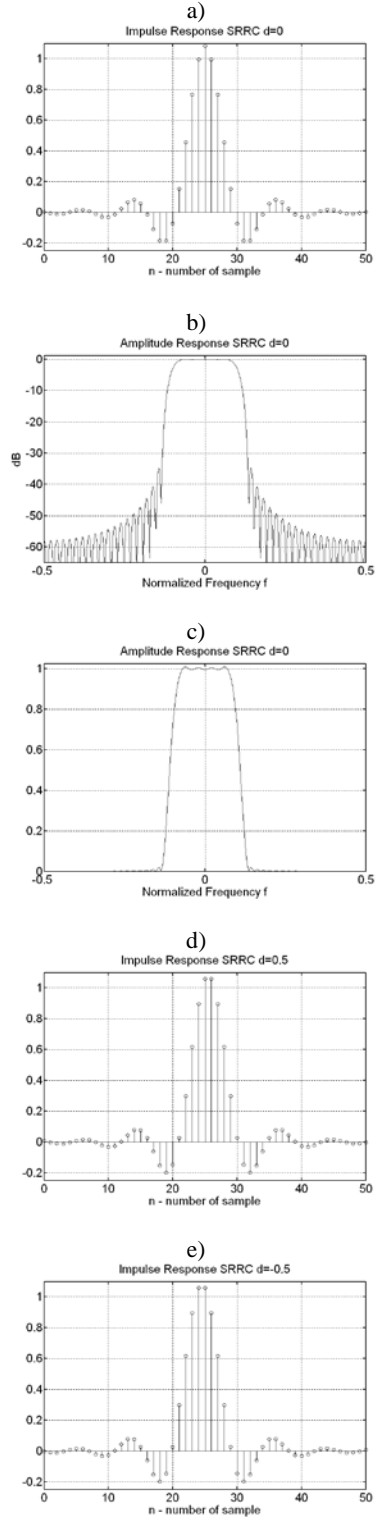 a)
Impulse Response SRRC d=0
1
0.8
0.6
0.4
0.2
0
-0.2
0 10 20 30 40 50
n - number of sample
b)
Amplitude Response SRRC d=0
0
-10
-20
-30
-40
-50
-60
dB
-0.5 0 0.5
Normalized Frequency f
c)
Amplitude Response SRRC d=0
1
0.8
0.6
0.4
0.2
0
-0.5 0 0.5
Normalized Frequency f
d)
Impulse Response SRRC d=0.5
1
0.8
0.6
0.4
0.2
0
-0.2
0 10 20 30 40 50
n - number of sample
e)
Impulse Response SRRC d=-0.5
1
0.8
0.6
0.4
0.2
0
-0.2
0 10 20 30 40 50
n - number of sample